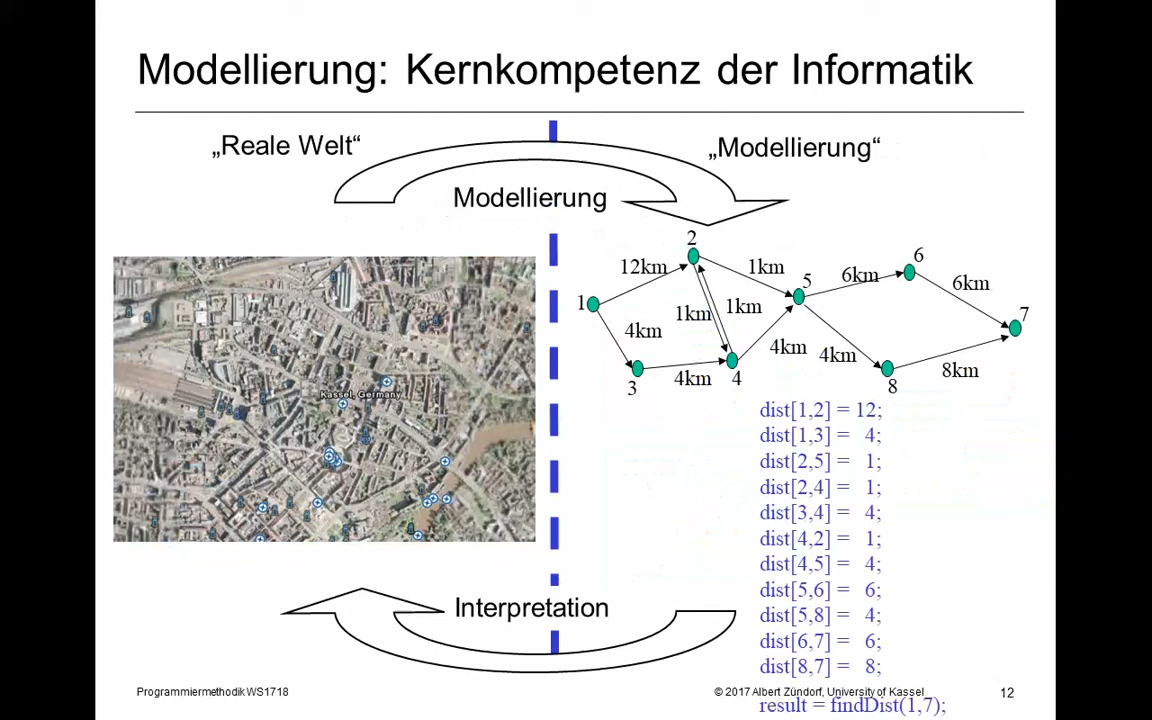 Modellierung: Kernkompetenz der Informatik
„Reale Welt“
„Modellierung“
Modellierung
2
6
12km
1km
6km
5
6km
1
1km
1km
7
4km
4km
4km
3
4km
4
8km
8
Kassel, Germany
dist[1,2] = 12;
dist[1,3] = 4;
dist[2,5] = 1;
dist[2,4] = 1;
dist[3,4] = 4;
dist[4,2] = 1;
dist[4,5] = 4;
dist[5,6] = 6;
dist[5,8] = 4;
dist[6,7] = 6;
dist[8,7] = 8;
Interpretation
result = findDist(1,7);
Programmiermethodik WS1718
© 2017 Albert Zündorf, University of Kassel
12